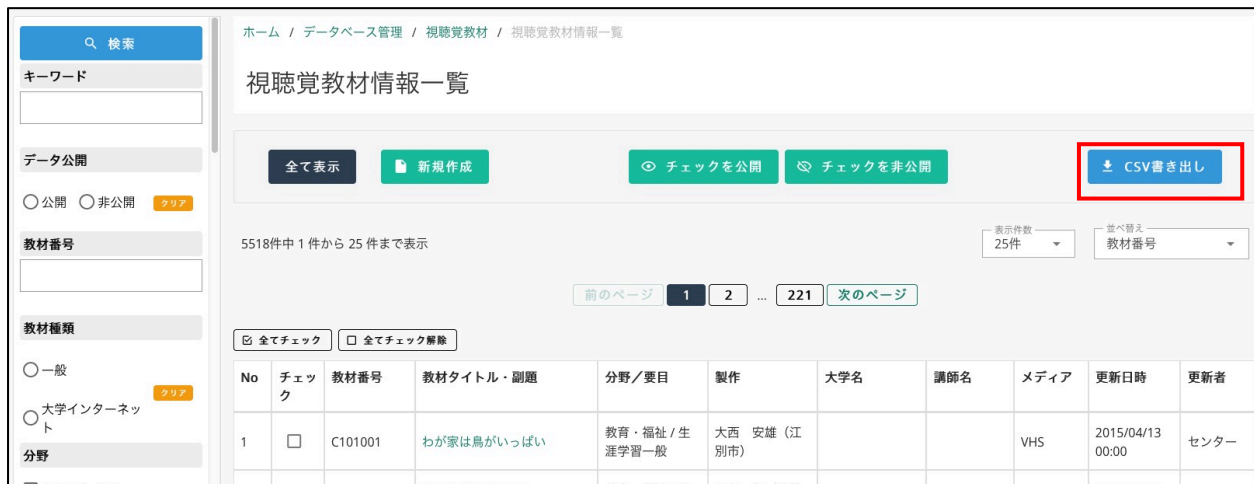 検索
キーワード
データ公開
公開 非公開 クリア
教材番号
教材種類
一般
クリア
大学インターネッ
ト
分野
ホーム / データベース管理 / 視聴覚教材 / 視聴覚教材情報一覧
視聴覚教材情報一覧
全て表示 新規作成 チェックを公開 チェックを非公開 CSV書き出し
5518件中 1 件から 25 件まで表示
表示件数 並べ替え
25件 教材番号
前のページ 1 2 ... 221 次のページ
全てチェック 全てチェック解除
No チェッ 教材番号 教材タイトル・副題 分野／要目 製作 大学名 講師名 メディア 更新日時 更新者
ク
1 C101001 わが家は鳥がいっぱい 教育・福祉 / 生 大西 安雄（江 VHS 2015/04/13 センター
涯学習一般 別市） 00:00